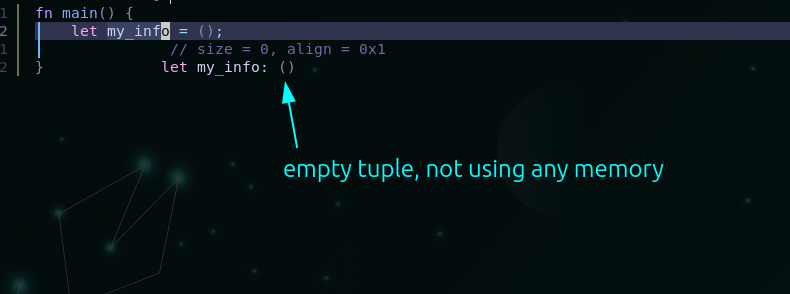 1 fn main() {
2 let my_info = ();
1 // size = 0, align = 0x1
2 } let my_info: ()
empty tuple, not using any memory